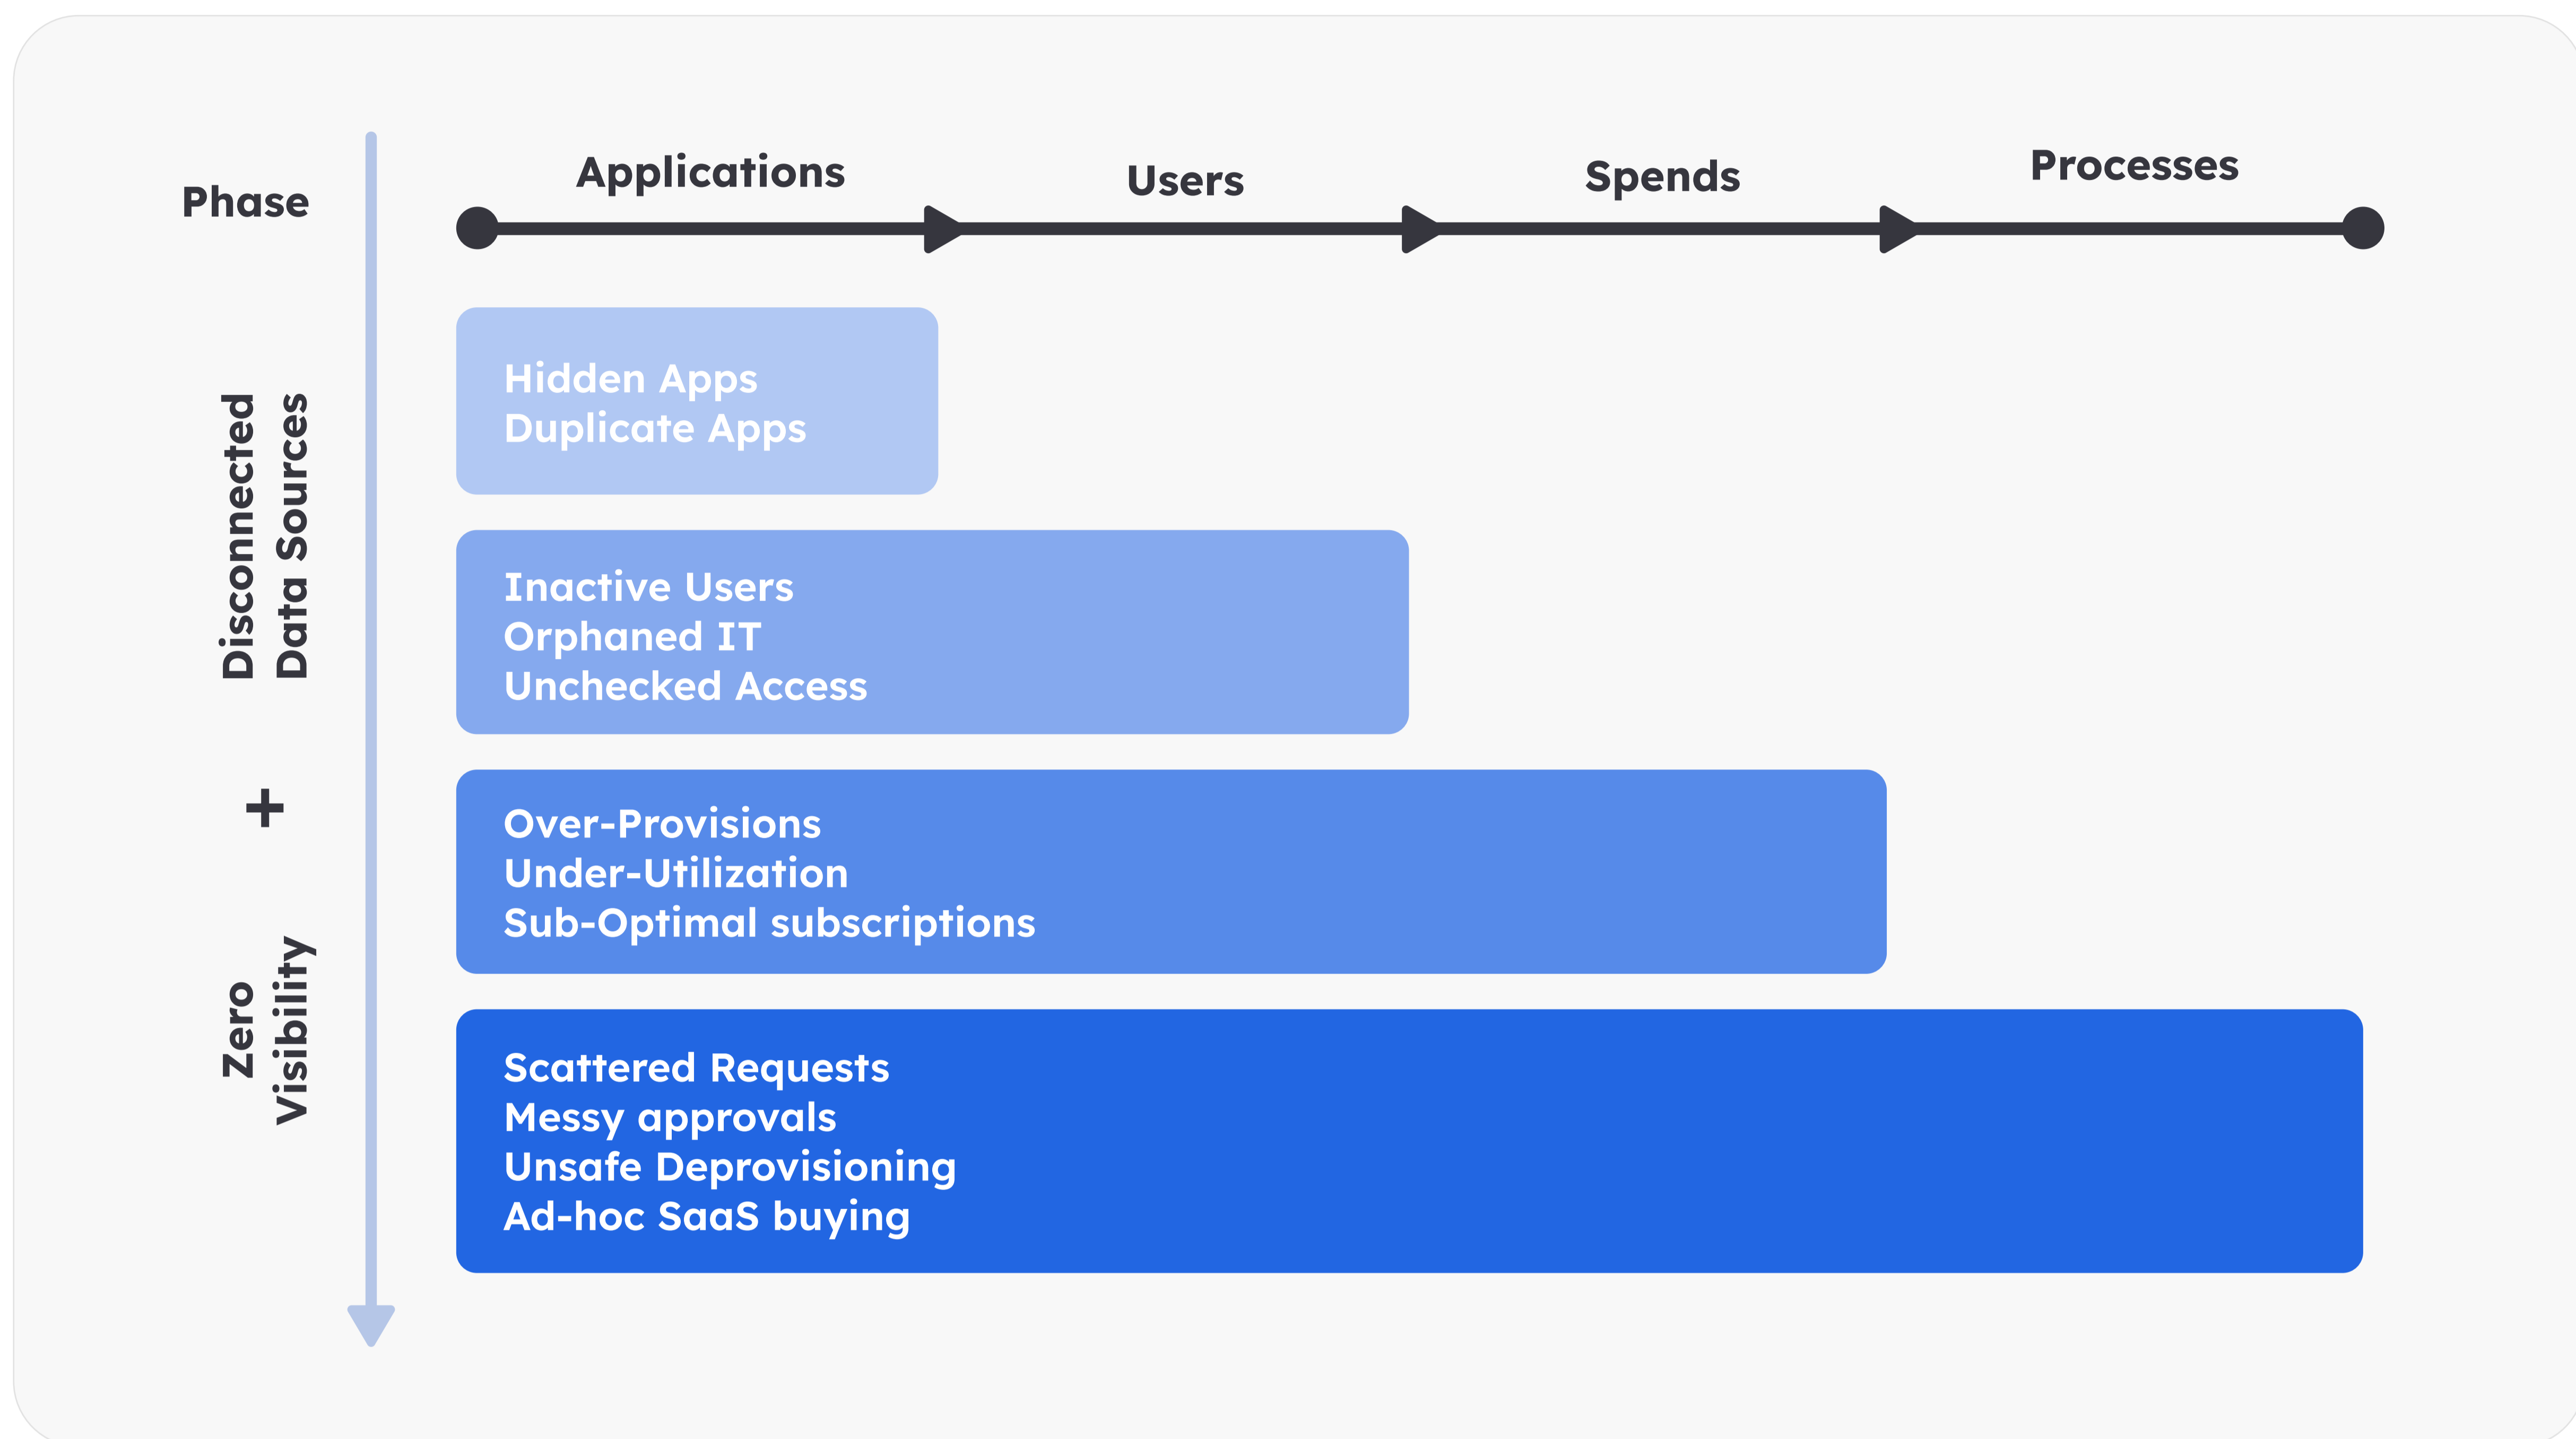 Phase
Applications
Users
Spends
Processes
Disconnected
Data Sources
+
Zero
Visibility
Hidden Apps
Duplicate Apps
Inactive Users
Orphaned IT
Unchecked Access
Over-Provisions
Under-Utilization
Sub-Optimal subscriptions
Scattered Requests
Messy approvals
Unsafe Deprovisioning
Ad-hoc SaaS buying